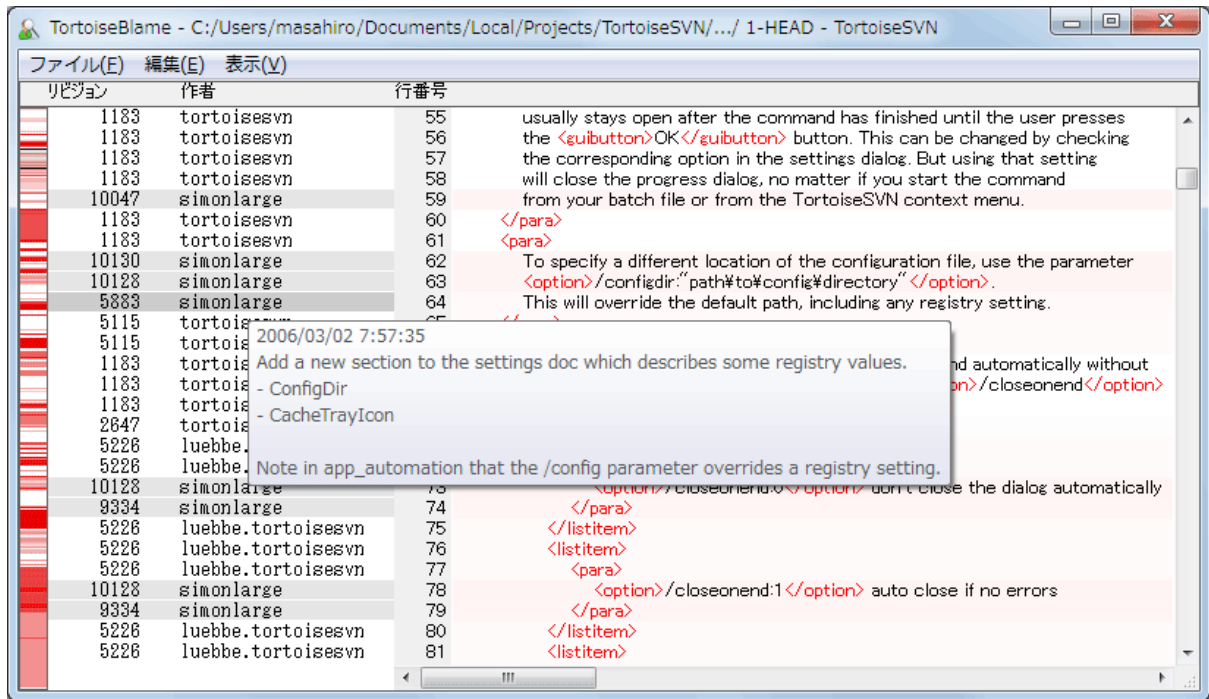 TortoiseBlame - C:/Users/masahiro/Documents/Local/Projects/TortoiseSVN/.../ 1-HEAD - TortoiseSVN
ファイル(F) 編集(E) 表示(V)
リビジョン 作者 行番号
1183 tortoisesvn 55 usually stays open after the command has finished until the user presses
1183 tortoisesvn 56 the <guibutton>OK</guibutton> button. This can be changed by checking
1183 tortoisesvn 57 the corresponding option in the settings dialog. But using that setting
1183 tortoisesvn 58 will close the progress dialog, no matter if you start the command
10047 simonlarge 59 from your batch file or from the TortoiseSVN context menu.
1183 tortoisesvn 60 </para>
1183 tortoisesvn 61 <para>
10130 simonlarge 62 To specify a different location of the configuration file, use the parameter
10128 simonlarge 63 <option>/configdir:"path¥to¥config¥directory"</option>.
5883 simonlarge 64 This will override the default path, including any registry setting.
5115
5115
1183 nd automatically without
1183 /closeonend</option>
1183
2647
5226 luebbe.
5226 luebbe.
2006/03/02 7:57:35
Add a new section to the settings doc which describes some registry values.
- ConfigDir
- CacheTrayIcon
Note in app_automation that the /config parameter overrides a registry setting.
10128 simonlarge 73 <option>/closeonend:0</option> don't close the dialog automatically
9334 simonlarge 74 </para>
5226 luebbe.tortoisesvn 75 </listitem>
5226 luebbe.tortoisesvn 76 <listitem>
5226 luebbe.tortoisesvn 77 <para>
10128 simonlarge 78 <option>/closeonend:1</option> auto close if no errors
9334 simonlarge 79 </para>
5226 luebbe.tortoisesvn 80 </listitem>
5226 luebbe.tortoisesvn 81 <listitem>